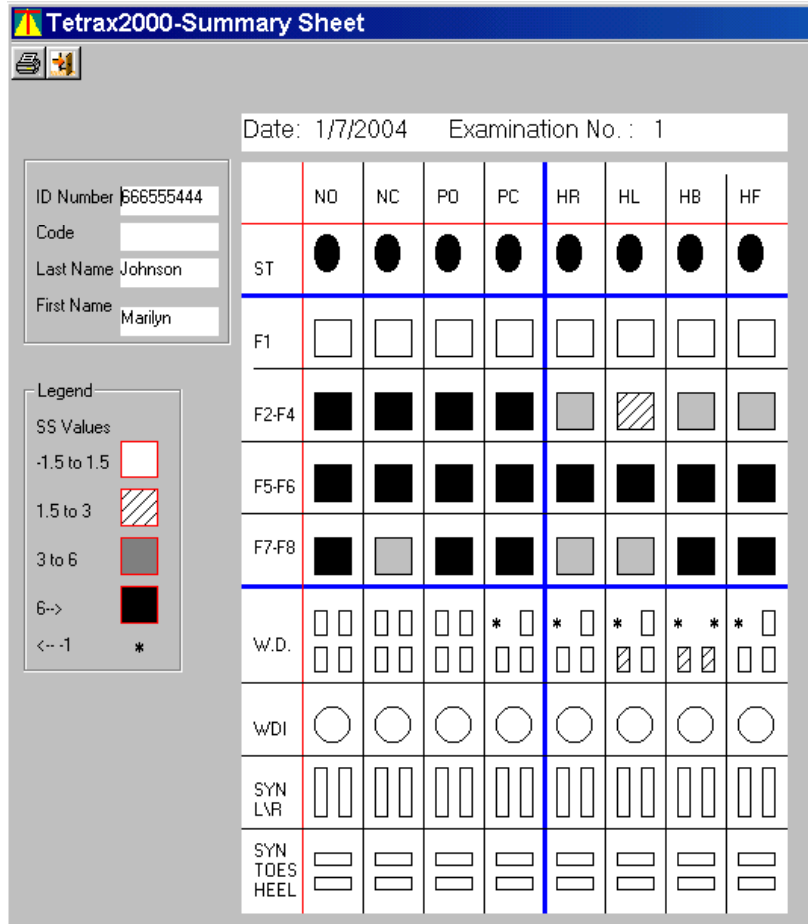 Tetrax2000-Summary Sheet
Date: 1/7/2004 Examination No. : 1
ID Number 666555444
Code
Last Name Johnson
First Name Marilyn
Legend
SS Values
-1.5 to 1.5
1.5 to 3
3 to 6
6-->
<-- -1 *
NO NC PO PC HR HL HB HF
ST
F1
F2-F4
F5-F6
F7-F8
W.D. * * * * * *
WDI
SYN
L\R
SYN
TOES
HEEL